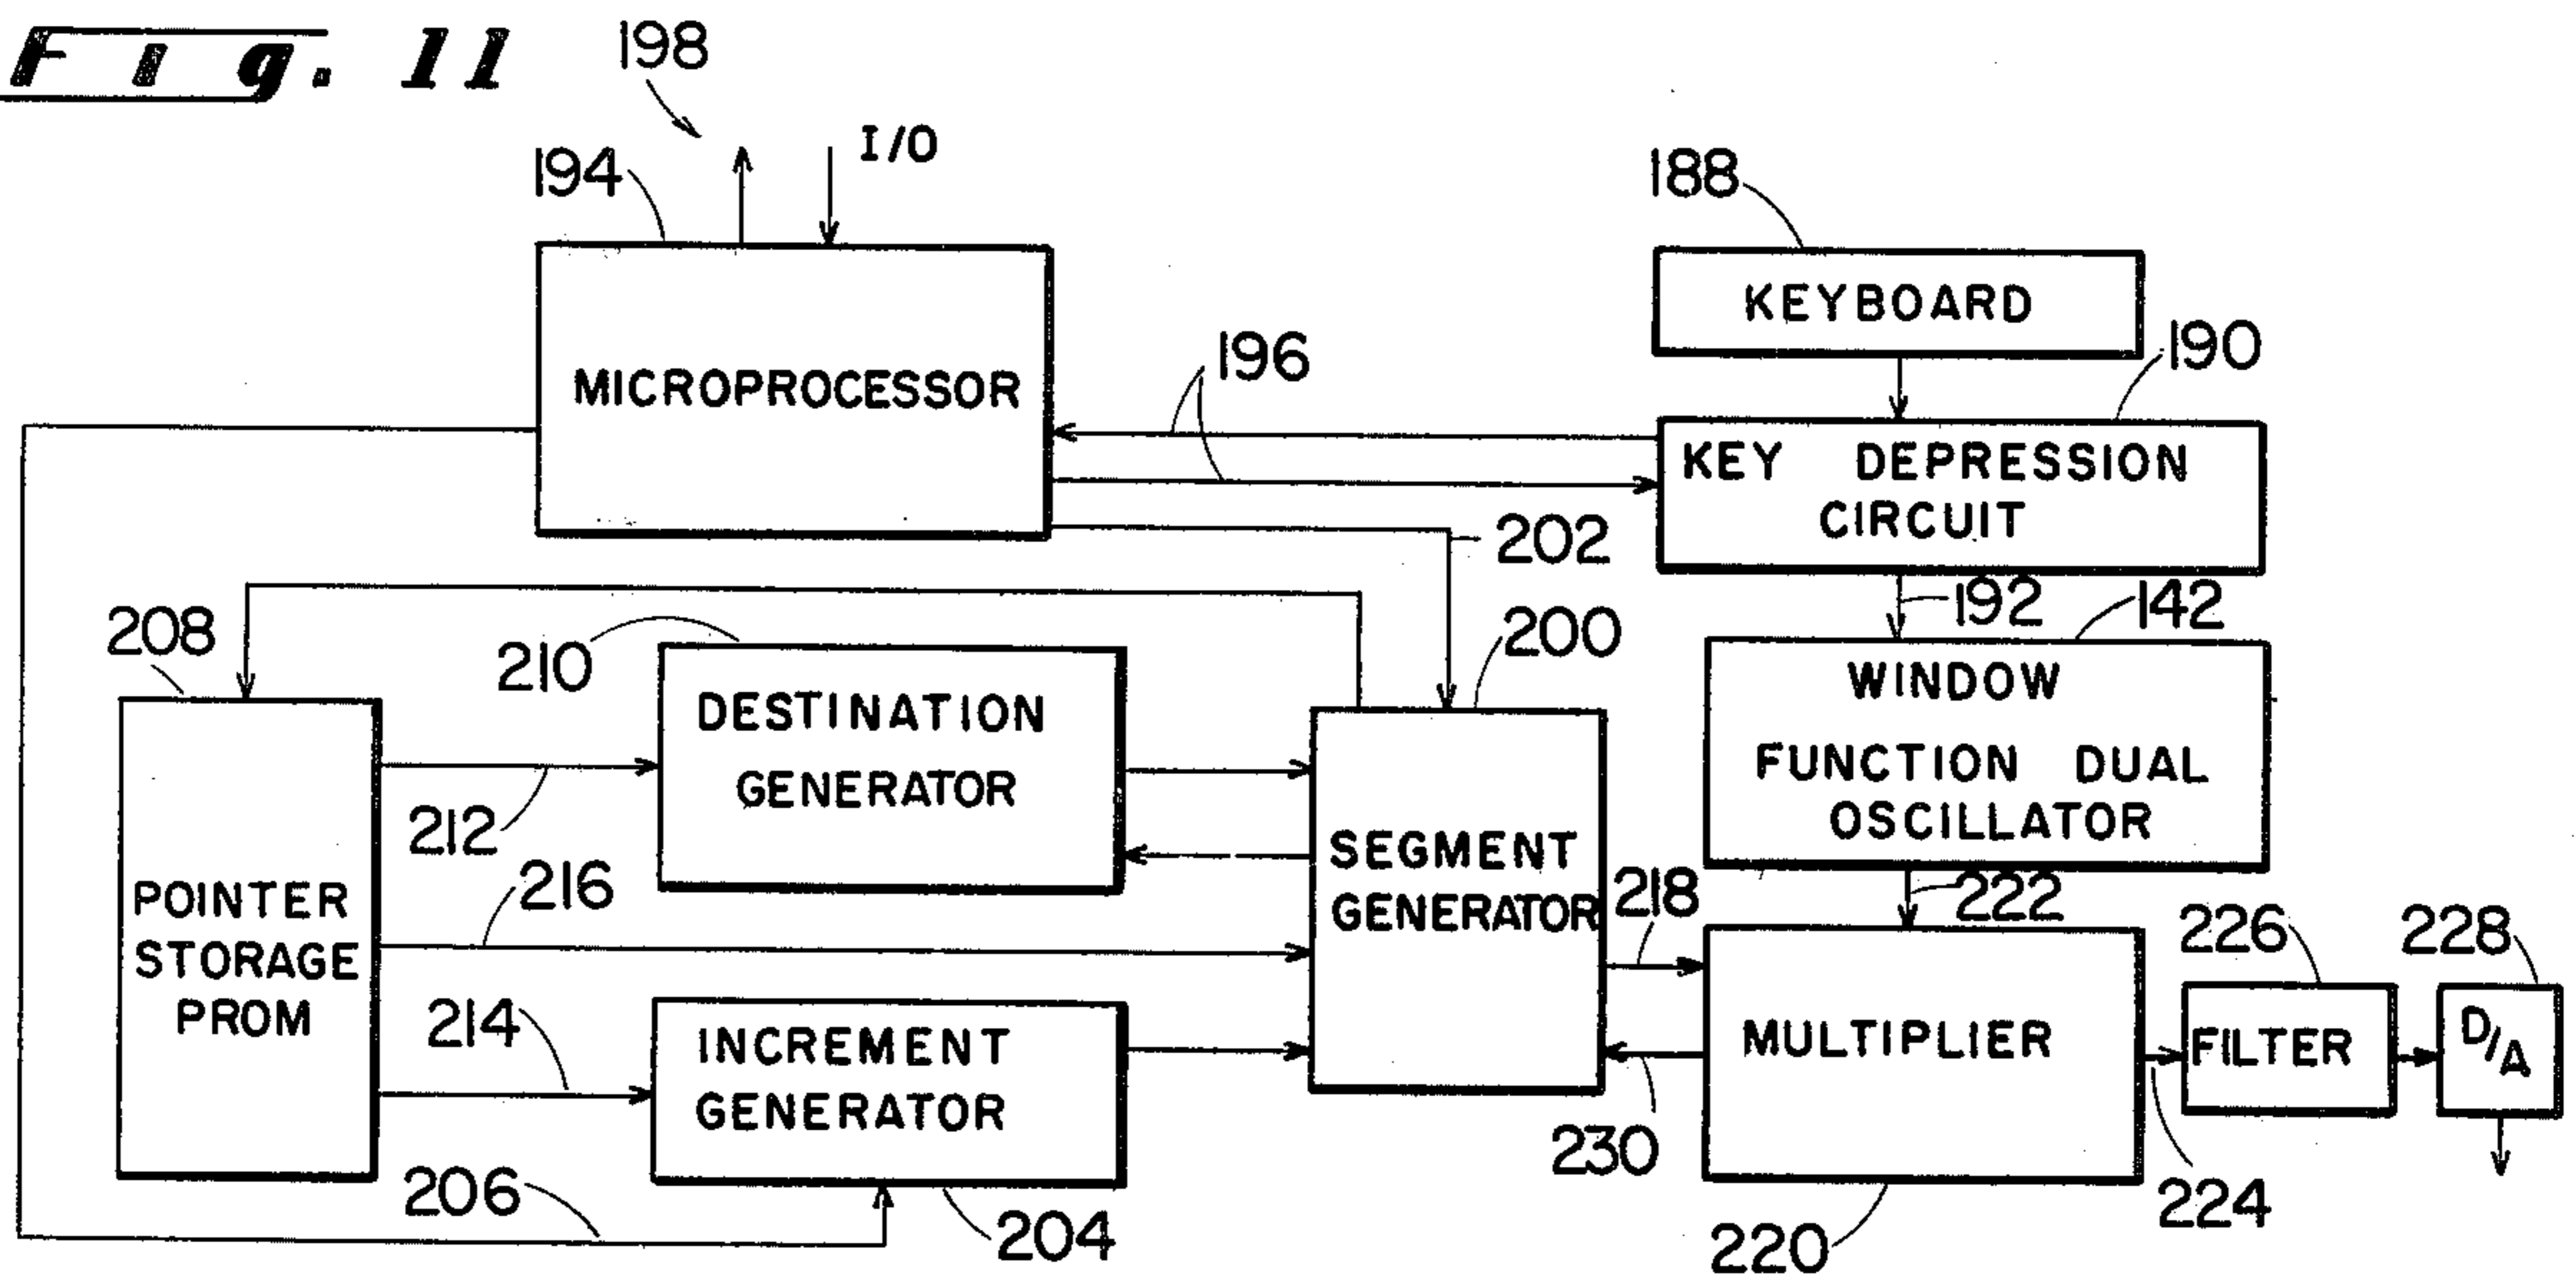 Fig. 11
198
I/O
194
188
KEYBOARD
190
196
MICROPROCESSOR
KEY DEPRESSION
CIRCUIT
202
192
142
208
210
200
WINDOW
FUNCTION DUAL
OSCILLATOR
DESTINATION
GENERATOR
212
216
SEGMENT
GENERATOR
218
222
226
228
POINTER
STORAGE
PROM
214
INCREMENT
GENERATOR
MULTIPLIER
FILTER
D/A
230
206
204
220
224